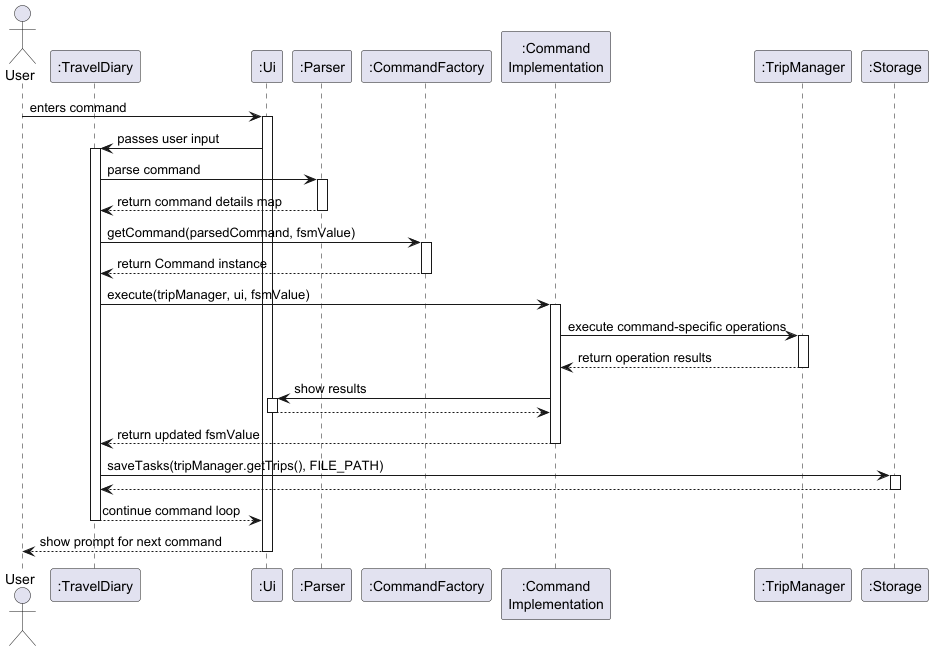 User
:TravelDiary
:Ui
:Parser
:CommandFactory
:Command
Implementation
:TripManager
:Storage
enters command
passes user input
parse command
return command details map
getCommand(parsedCommand, fsmValue)
return Command instance
execute(tripManager, ui, fsmValue)
execute command-specific operations
return operation results
show results
return updated fsmValue
saveTasks(tripManager.getTrips(), FILE_PATH)
continue command loop
show prompt for next command
User
:TravelDiary
:Ui
:Parser
:CommandFactory
:Command
Implementation
:TripManager
:Storage